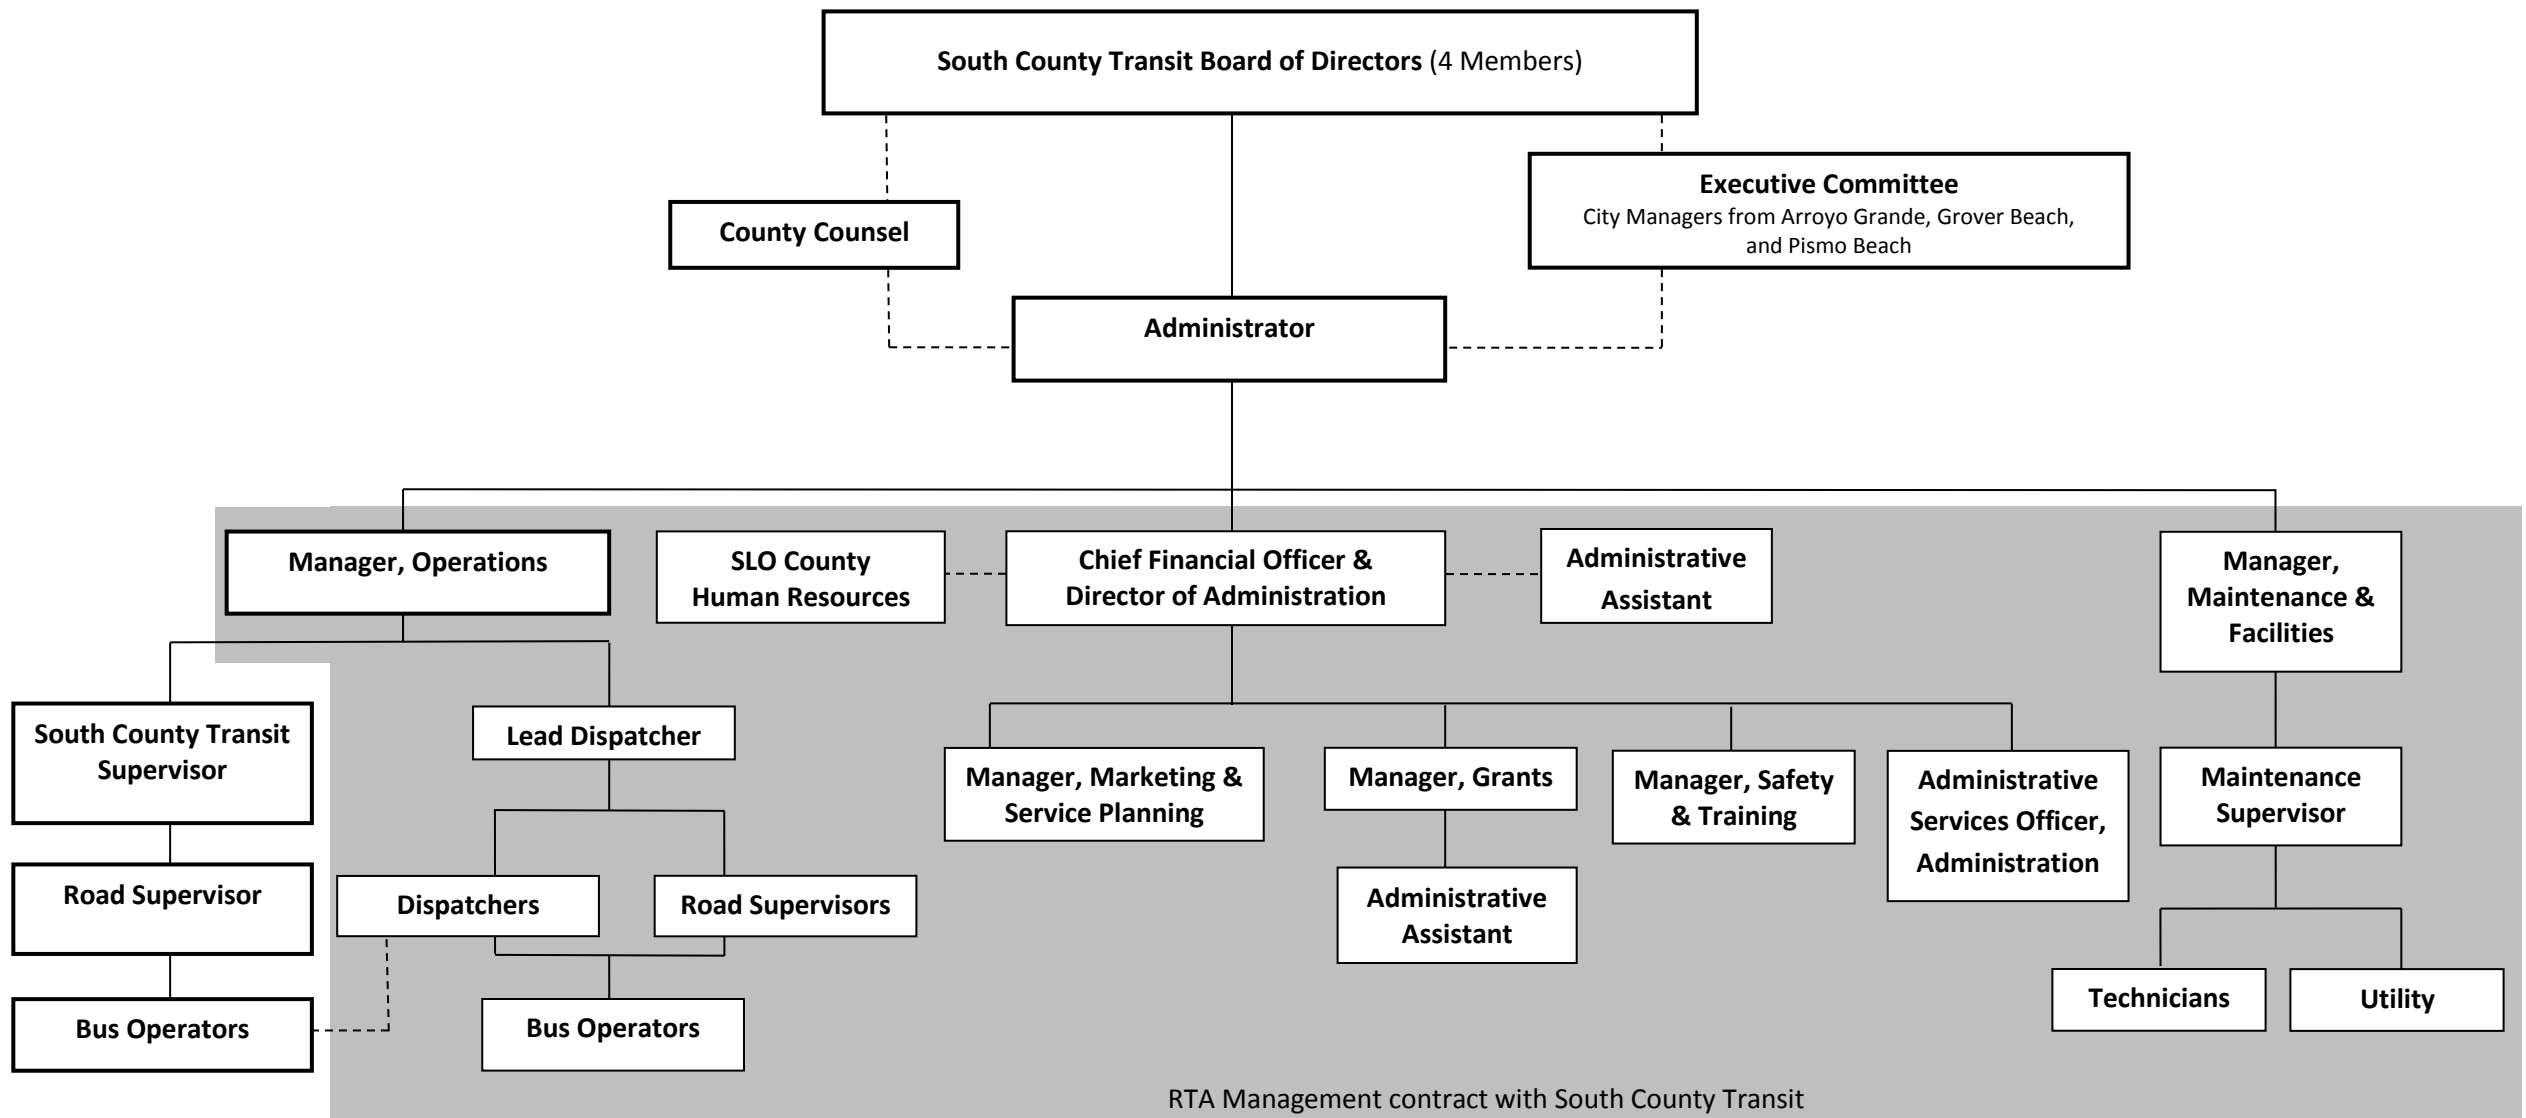 South County Transit Board of Directors (4 Members)
Executive Committee
City Managers from Arroyo Grande, Grover Beach,
and Pismo Beach
County Counsel
Administrator
Manager, Operations
SLO County
Human Resources
Chief Financial Officer &
Director of Administration
Administrative
Assistant
Manager,
Maintenance &
Facilities
South County Transit
Supervisor
Lead Dispatcher
Manager, Marketing &
Service Planning
Manager, Grants
Manager, Safety
& Training
Administrative
Services Officer,
Administration
Maintenance
Supervisor
Road Supervisor
Dispatchers
Road Supervisors
Administrative
Assistant
Technicians
Utility
Bus Operators
Bus Operators
RTA Management contract with South County Transit